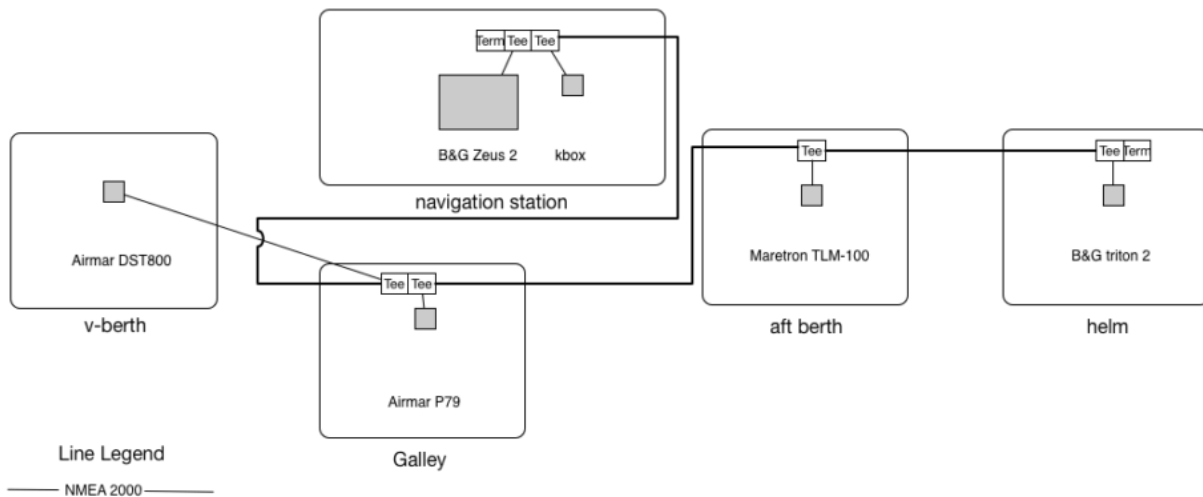 Term Tee Tee
B&G Zeus 2 kbox
navigation station
Airmar DST800
v-berth
Tee Tee
Airmar P79
Galley
Tee
Maretron TLM-100
aft berth
Tee Term
B&G triton 2
helm
Line Legend
NMEA 2000